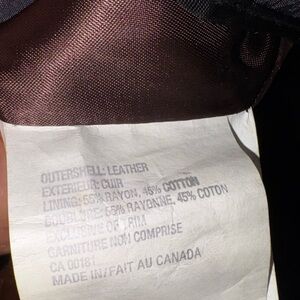 OUTERSHELL: LEATHER
EXTERIEUR: CUIR
LINING: 55% RAYON, 45% COTTON
DOUBLURE: 55% RAYONNE, 45% COTON
EXCLUSIVE OF TRIM
GARNITURE NON COMPRISE
CA 00181
MADE IN/FAIT AU CANADA